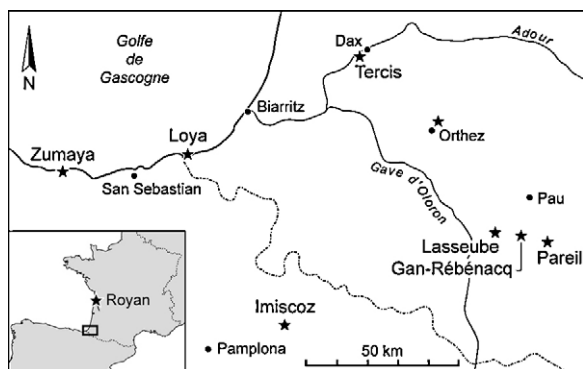 Golfe
de
Gascogne
N
Dax
Tercis
Adour
Biarritz
Orthez
Loya
Zumaya
San Sebastian
Gave d'Oloron
Pau
Lasseube
Gan-Rébénacq
Pareil
Royan
Imiscoz
Pamplona
50 km